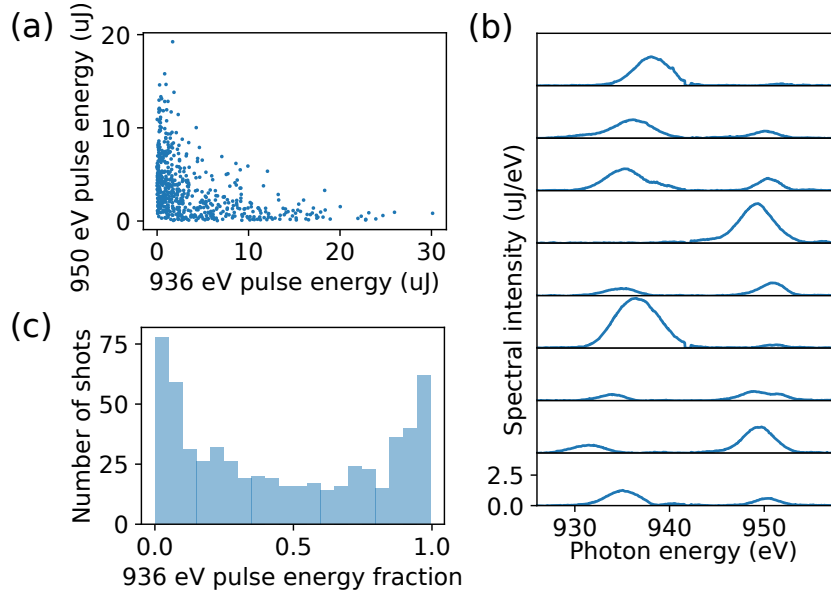 (a)
950 eV pulse energy (uJ)
20
10
0
0 10 20 30
936 eV pulse energy (uJ)
(c)
Number of shots
75
50
25
0
0.0 0.5 1.0
936 eV pulse energy fraction
(b)
Spectral intensity (uJ/eV)
2.5
0.0
930 940 950
Photon energy (eV)